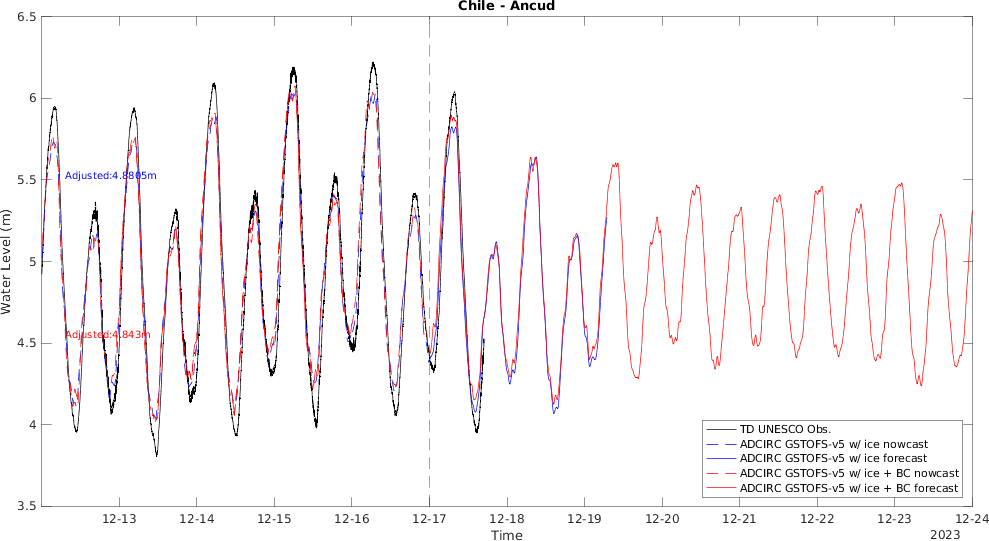 Chile - Ancud
6.5
6
5.5
5
4.5
4
3.5
Water Level (m)
Adjusted:4.8805m
Adjusted:4.843m
TD UNESCO Obs.
ADCIRC GSTOFS-v5 w/ ice nowcast
ADCIRC GSTOFS-v5 w/ ice forecast
ADCIRC GSTOFS-v5 w/ ice + BC nowcast
ADCIRC GSTOFS-v5 w/ ice + BC forecast
12-13 12-14 12-15 12-16 12-17 12-18 12-19 12-20 12-21 12-22 12-23 12-24
Time
2023